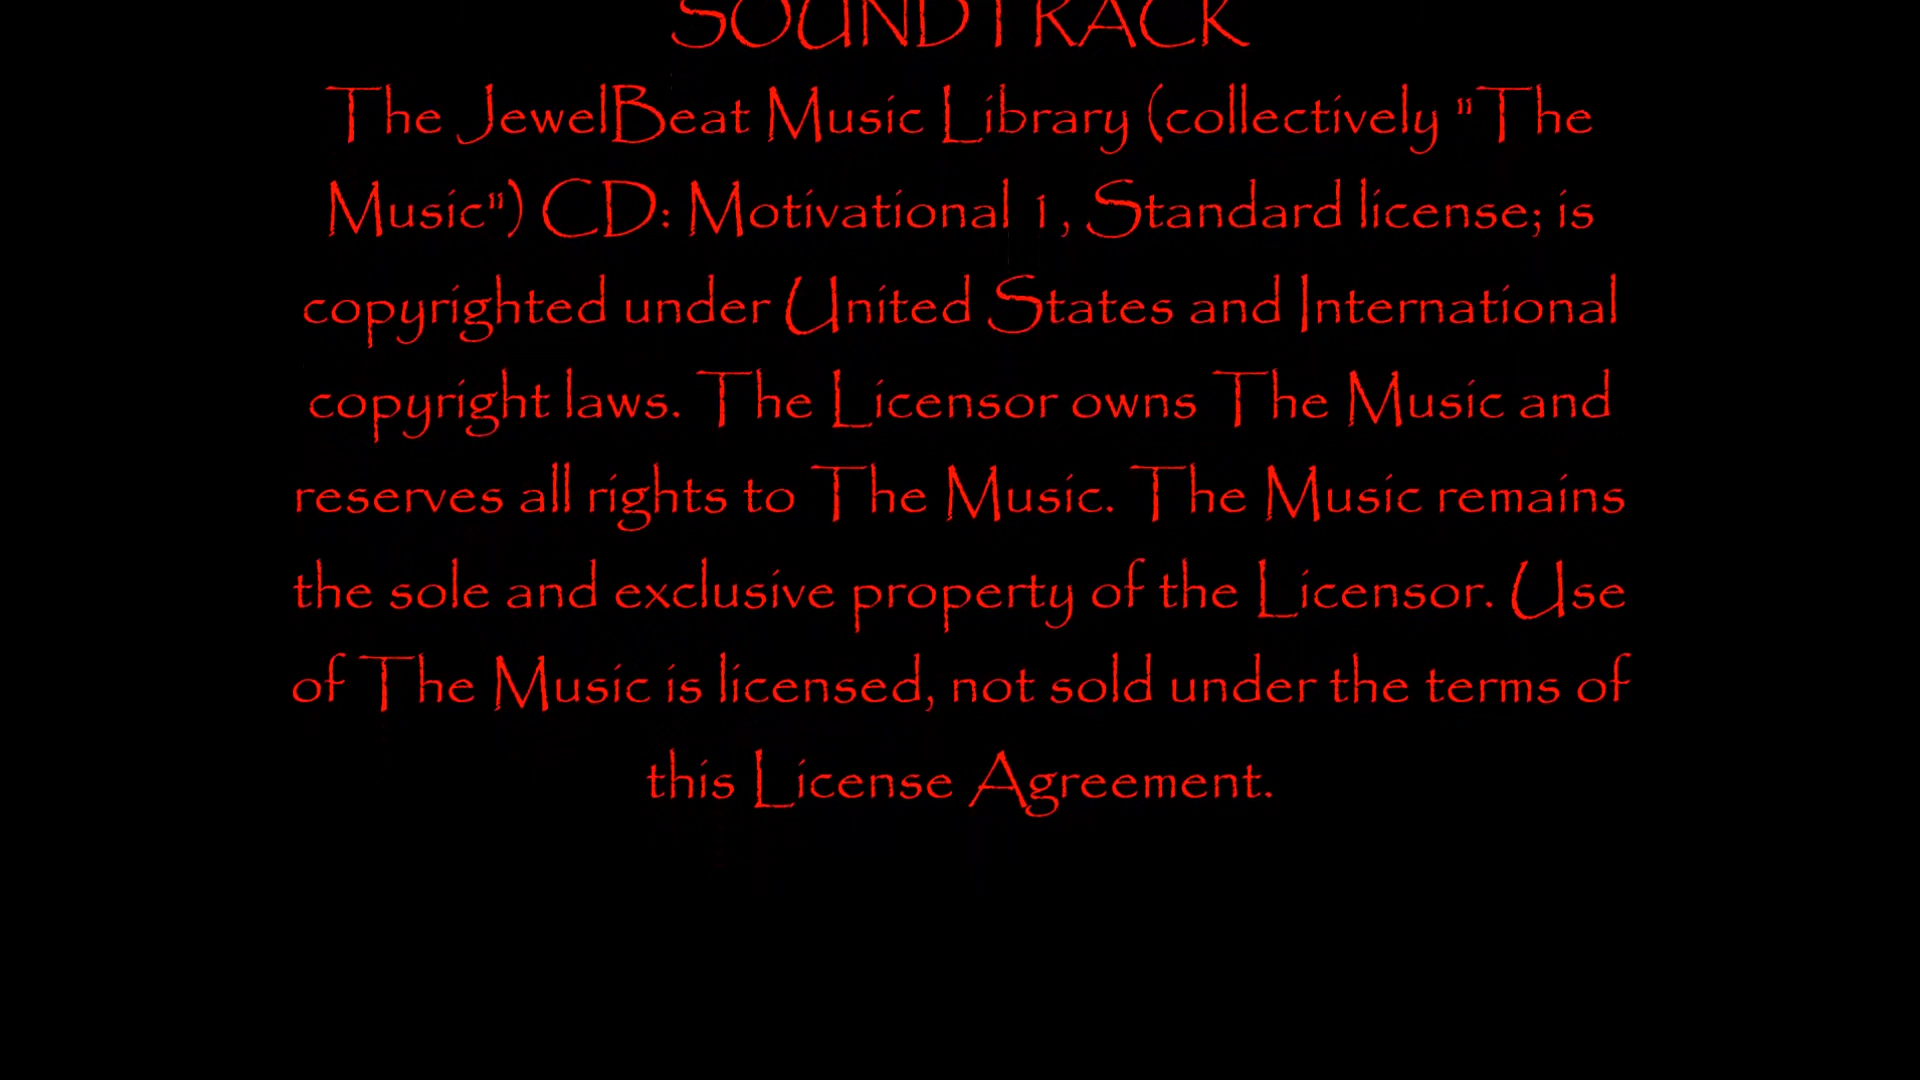 SOUNDTRACK
The JewelBeat Music Library (collectively "The
Music") CD: Motivational 1, Standard license; is
copyrighted under United States and International
copyright laws. The Licensor owns The Music and
reserves all rights to The Music. The Music remains
the sole and exclusive property of the Licensor. Use
of The Music is licensed, not sold under the terms of
this License Agreement.